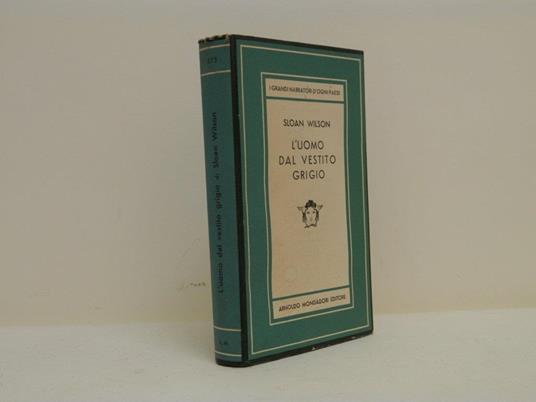 I GRANDI NARRATORI D'OGNI PAESE
SLOAN WILSON
L'UOMO
DAL VESTITO
GRIGIO
ARNOLDO MONDADORI EDITORE
L'uomo dal vestito grigio di Sloan Wilson